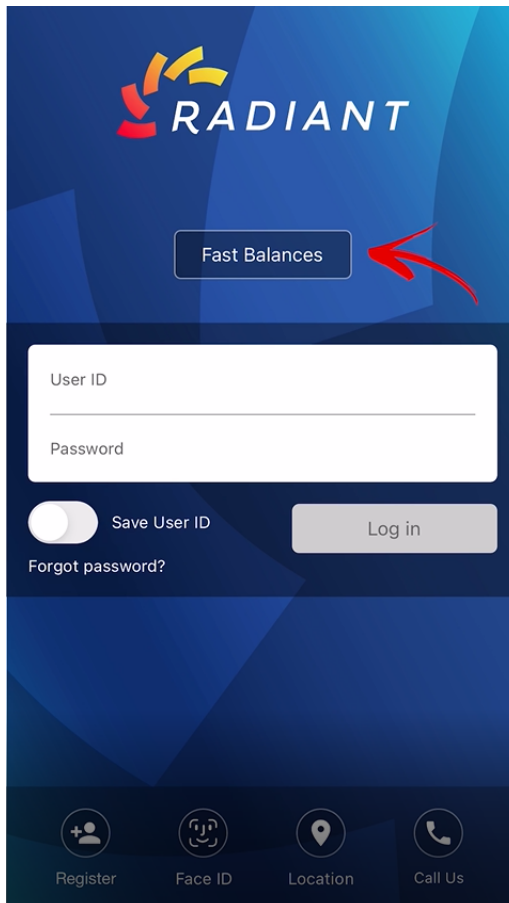 RADIANT
Fast Balances
User ID
Password
Save User ID
Log in
Forgot password?
Register
Face ID
Location
Call Us